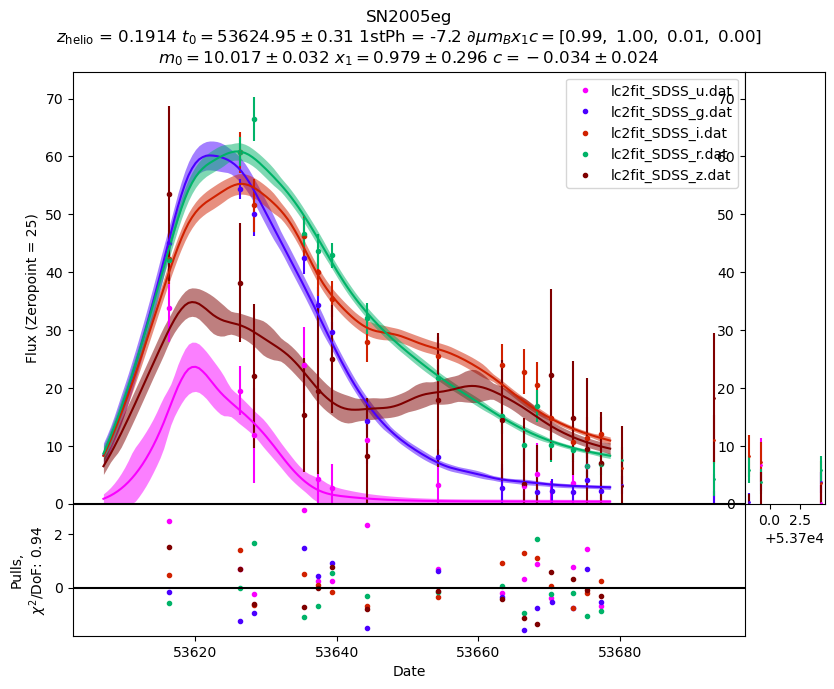 SN2005eg
z_helio = 0.1914 t_0 = 53624.95 ± 0.31 1stPh = -7.2 ∂μm_Bx_1c = [0.99, 1.00, 0.01, 0.00]
m_0 = 10.017 ± 0.032 x_1 = 0.979 ± 0.296 c = −0.034 ± 0.024
lc2fit_SDSS_u.dat
lc2fit_SDSS_g.dat
lc2fit_SDSS_i.dat
lc2fit_SDSS_r.dat
lc2fit_SDSS_z.dat
Flux (Zeropoint = 25)
70
60
50
40
30
20
10
0
70
60
50
40
30
20
10
0
0.0 2.5
+5.37e4
Pulls,
χ²/DoF: 0.94
2
0
53620 53640 53660 53680
Date